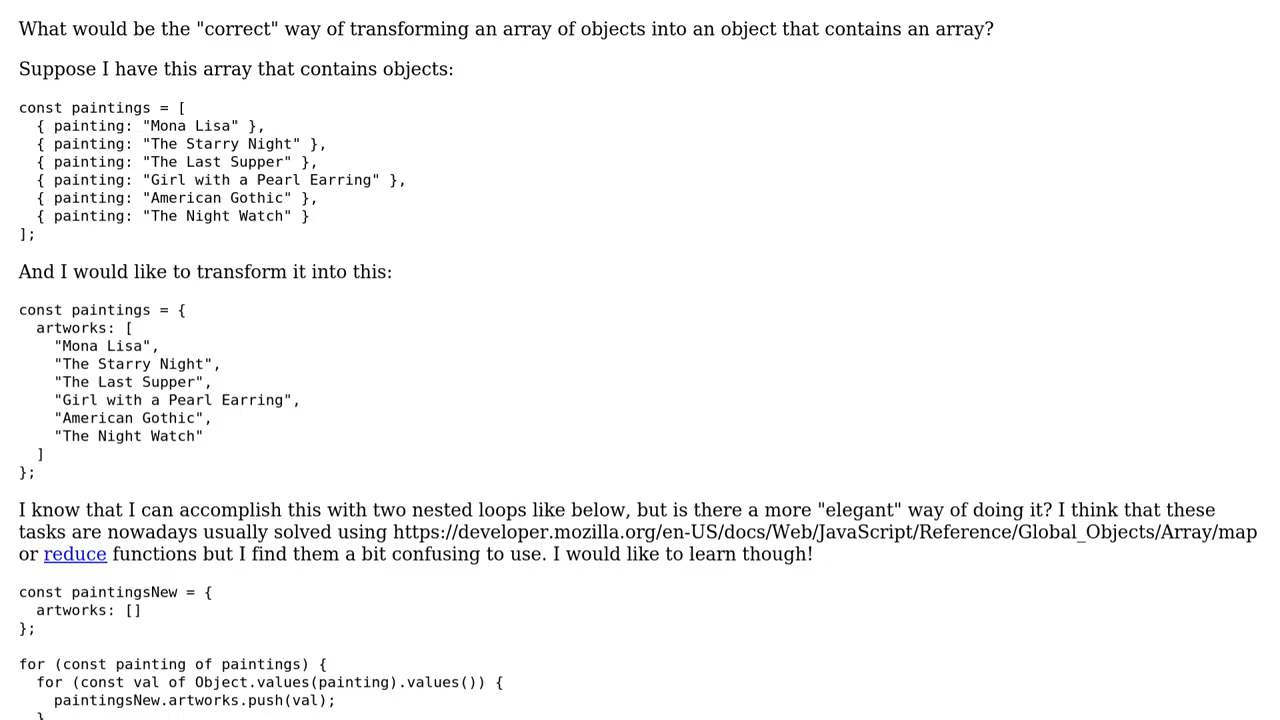 What would be the "correct" way of transforming an array of objects into an object that contains an array?
Suppose I have this array that contains objects:
const paintings = [
  { painting: "Mona Lisa" },
  { painting: "The Starry Night" },
  { painting: "The Last Supper" },
  { painting: "Girl with a Pearl Earring" },
  { painting: "American Gothic" },
  { painting: "The Night Watch" }
];
And I would like to transform it into this:
const paintings = {
  artworks: [
    "Mona Lisa",
    "The Starry Night",
    "The Last Supper",
    "Girl with a Pearl Earring",
    "American Gothic",
    "The Night Watch"
  ]
};
I know that I can accomplish this with two nested loops like below, but is there a more "elegant" way of doing it? I think that these
tasks are nowadays usually solved using https://developer.mozilla.org/en-US/docs/Web/JavaScript/Reference/Global_Objects/Array/map
or reduce functions but I find them a bit confusing to use. I would like to learn though!
const paintingsNew = {
  artworks: []
};
for (const painting of paintings) {
  for (const val of Object.values(painting).values()) {
    paintingsNew.artworks.push(val);
  }